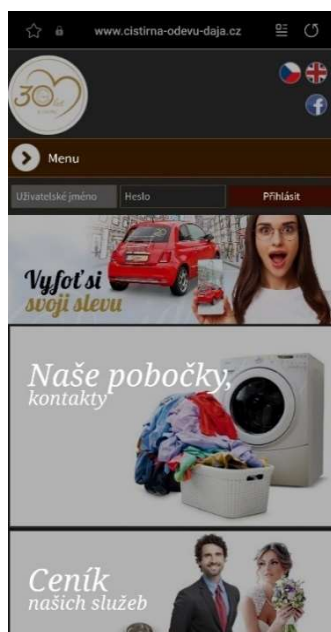 www.cistirna-odevu-daja.cz
30 let
Menu
Uživatelské jméno
Heslo
Přihlásit
Vyfoť si
svoji slevu
Naše pobočky,
kontakty
Ceník
našich služeb